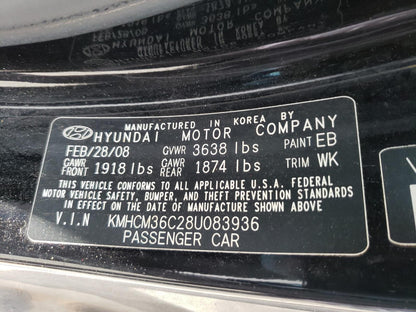 MANUFACTURED IN KOREA BY
HYUNDAI MOTOR COMPANY
FEB/28/08 GVWR 3638 lbs PAINT EB
GAWR FRONT 1918 lbs GAWR REAR 1874 lbs TRIM WK
THIS VEHICLE CONFORMS TO ALL APPLICABLE U.S.A. FEDERAL
MOTOR VEHICLE SAFETY, BUMPER, AND THEFT PREVENTION STANDARDS
IN EFFECT ON THE DATE OF MANUFACTURE SHOWN ABOVE.
V.I.N KMHCM36C28U083936
PASSENGER CAR